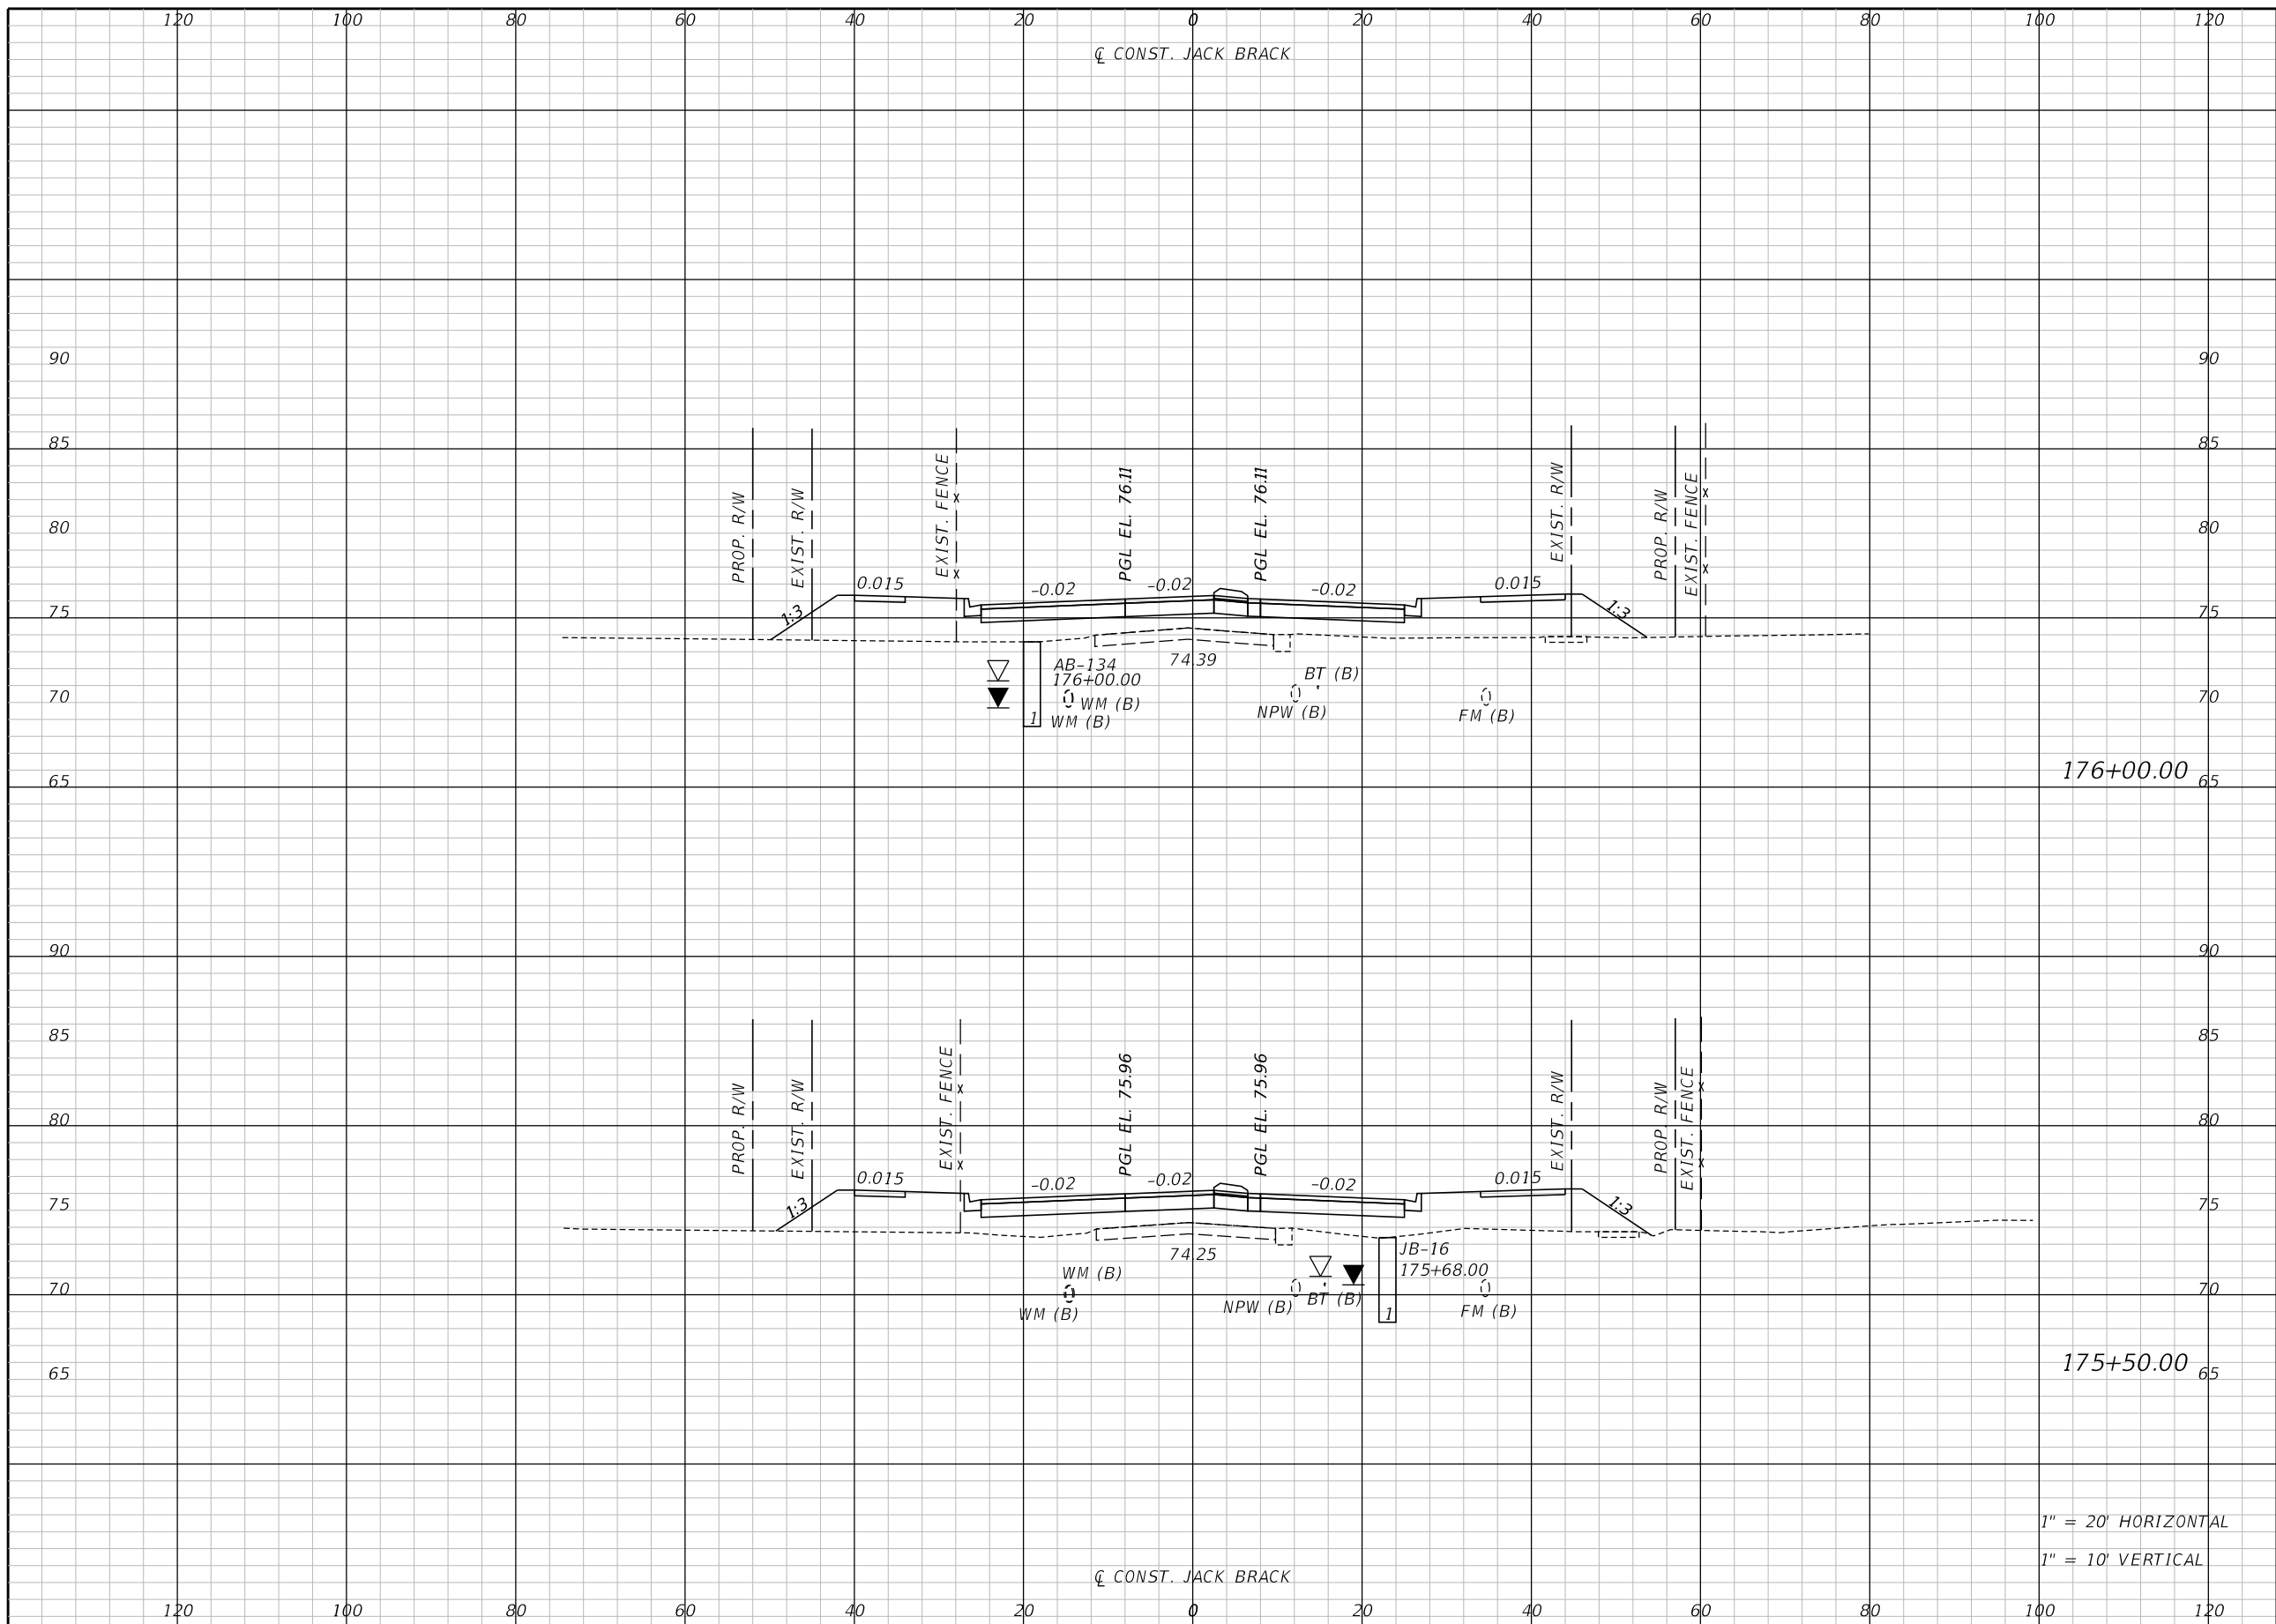 120 100 80 60 40 20 0 20 40 60 80 100 120
℄ CONST. JACK BRACK
90 90
85 85
PROP. R/W
EXIST. R/W
EXIST. FENCE
PGL EL. 76.11
PGL EL. 76.11
EXIST. R/W
PROP. R/W
EXIST. FENCE
80 80
1:3 0.015 -0.02 -0.02 -0.02 0.015 1:3
75 75
74.39
AB-134
176+00.00
BT (B)
70 70
WM (B)
WM (B)
1
NPW (B)
FM (B)
176+00.00
65 65
90 90
85 85
PROP. R/W
EXIST. R/W
EXIST. FENCE
PGL EL. 75.96
PGL EL. 75.96
EXIST. R/W
PROP. R/W
EXIST. FENCE
80 80
1:3 0.015 -0.02 -0.02 -0.02 0.015 1:3
75 75
74.25
JB-16
175+68.00
WM (B)
70 70
WM (B)
NPW (B)
BT (B)
1
FM (B)
175+50.00
65 65
1" = 20' HORIZONTAL
1" = 10' VERTICAL
℄ CONST. JACK BRACK
120 100 80 60 40 20 0 20 40 60 80 100 120